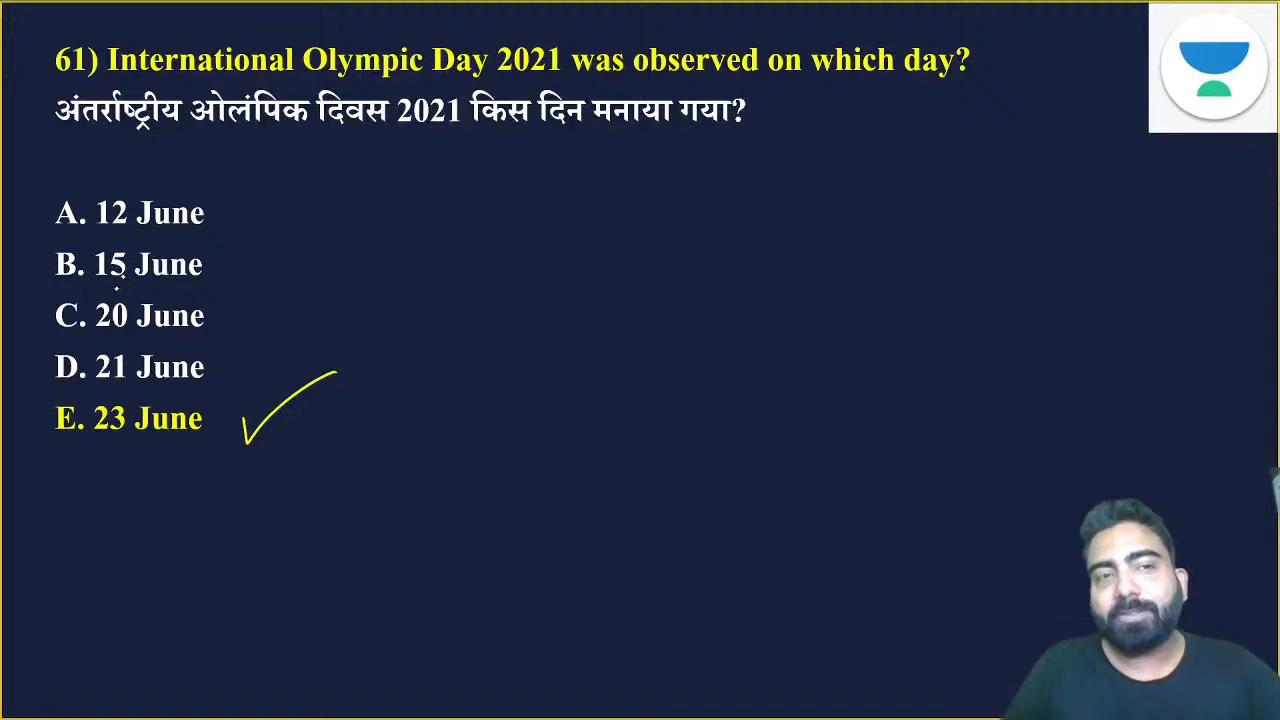 61) International Olympic Day 2021 was observed on which day?
अंतर्राष्ट्रीय ओलंपिक दिवस 2021 किस दिन मनाया गया?
A. 12 June
B. 15 June
C. 20 June
D. 21 June
E. 23 June